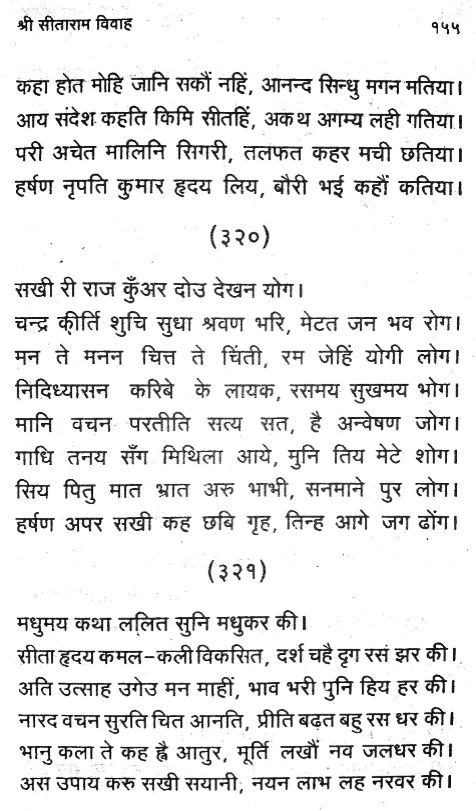 श्री सीताराम विवाह १५५
कहा होत मोहि जानि सकौं नहिं, आनन्द सिन्धु मगन मतिया।
आय संदेश कहति किमि सीतहिं, अकथ अगम्य लही गतिया।
परी अचेत मालिनि सिगरी, तलफत कहर मची छतिया।
हर्षण नृपति कुमार हृदय लिय, बौरी भई कहौं कतिया।
(३२०)
सखी री राज कुँअर दोउ देखन योग।
चन्द्र कीर्ति शुचि सुधा श्रवण भरि, मेटत जन भव रोग।
मन ते मनन चित्त ते चिंती, रम जेहिं योगी लोग।
निदिध्यासन करिबे के लायक, रसमय सुखमय भोग।
मानि वचन परतीति सत्य सत, है अन्वेषण जोग।
गाधि तनय सँग मिथिला आये, मुनि तिय मेटे शोग।
सिय पितु मात भ्रात अरु भाभी, सनमाने पुर लोग।
हर्षण अपर सखी कह छबि गृह, तिन्ह आगे जग ढोंग।
(३२१)
मधुमय कथा ललित सुनि मधुकर की।
सीता हृदय कमल-कली विकसित, दर्श चहै दृग रसं झर की।
अति उत्साह उगेउ मन माहीं, भाव भरी पुनि हिय हर की।
नारद वचन सुरति चित आनति, प्रीति बढ़त बहु रस धर की।
भानु कला ते कह ह्वै आतुर, मूर्ति लखौं नव जलधर की।
अस उपाय करु सखी सयानी, नयन लाभ लह नरवर की।